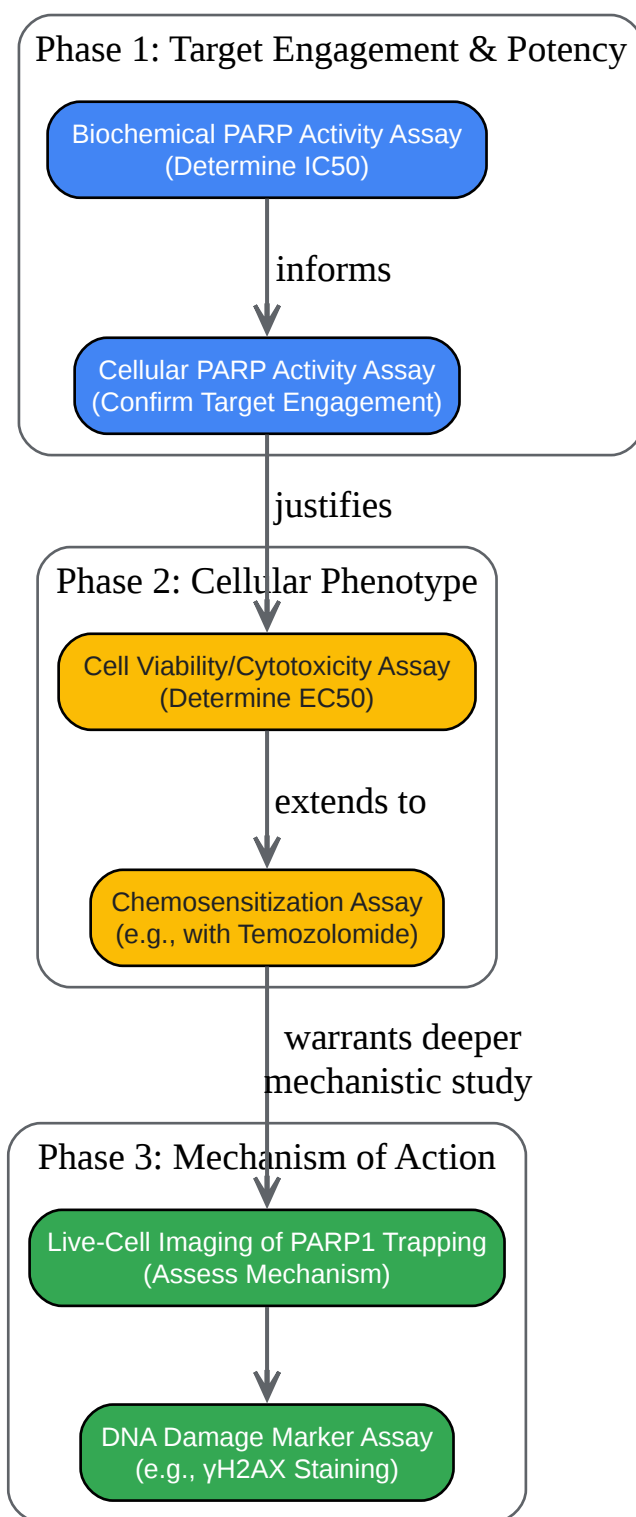 Phase 1: Target Engagement & Potency
Biochemical PARP Activity Assay
(Determine IC50)
informs
Cellular PARP Activity Assay
(Confirm Target Engagement)
justifies
Phase 2: Cellular Phenotype
Cell Viability/Cytotoxicity Assay
(Determine EC50)
extends to
Chemosensitization Assay
(e.g., with Temozolomide)
warrants deeper
mechanistic study
Phase 3: Mechanism of Action
Live-Cell Imaging of PARP1 Trapping
(Assess Mechanism)
DNA Damage Marker Assay
(e.g., γH2AX Staining)